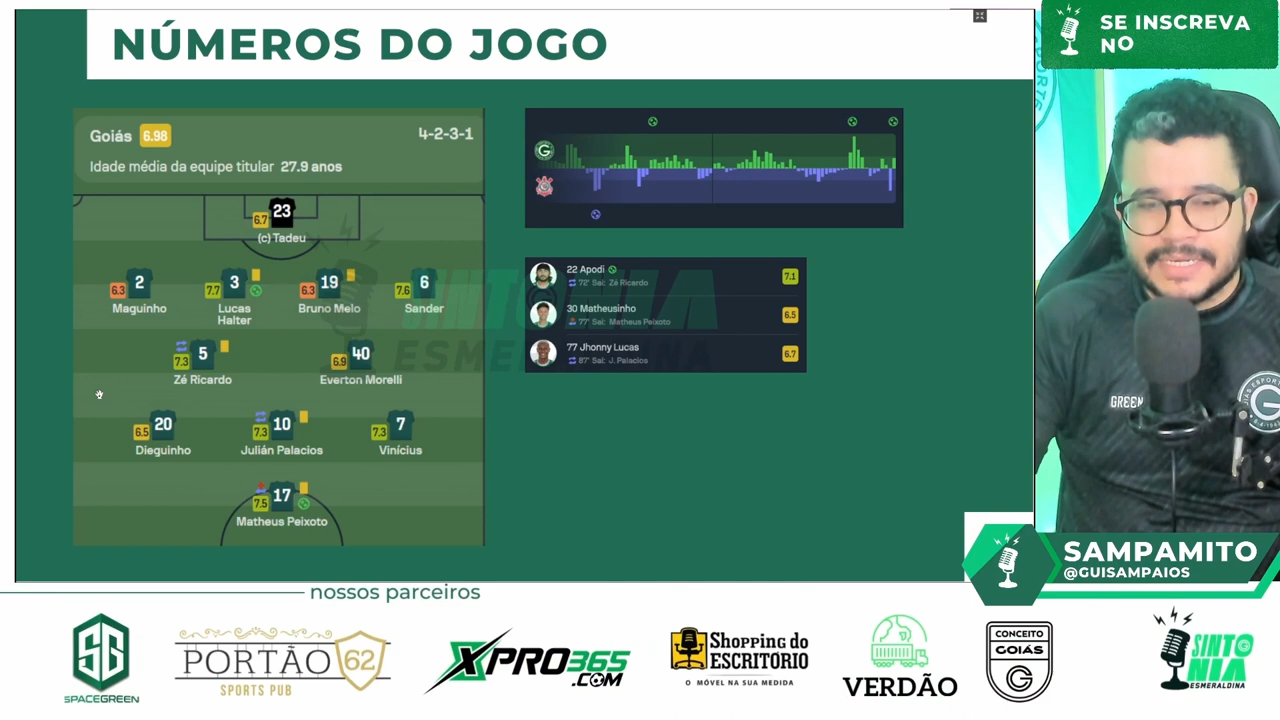 NÚMEROS DO JOGO
SE INSCREVA
NO
Goiás 6.98 4-2-3-1
Idade média da equipe titular 27.9 anos
23
6.7
(c) Tadeu
2 3 19 6
6.3 7.7 6.3 7.6
Maguinho Lucas Halter Bruno Melo Sander
5 40
7.3 6.9
Zé Ricardo Everton Morelli
20 10 7
6.5 7.3 7.3
Dieguinho Julián Palacios Vinícius
17
7.5
Matheus Peixoto
22 Apodi 7.1
72' Sai: Zé Ricardo
30 Matheusinho 6.5
77' Sai: Matheus Peixoto
77 Jhonny Lucas 6.7
87' Sai: J. Palacios
SINTONIA
ESMERALDINA
GREEN
SAMPAMITO
@GUISAMPAIOS
nossos parceiros
SG
SPACEGREEN
PORTÃO 62
SPORTS PUB
XPRO365
.COM
Shopping do
ESCRITÓRIO
O MÓVEL NA SUA MEDIDA
VERDÃO
CONCEITO
GOIÁS
G
SINTO
NIA
ESMERALDINA